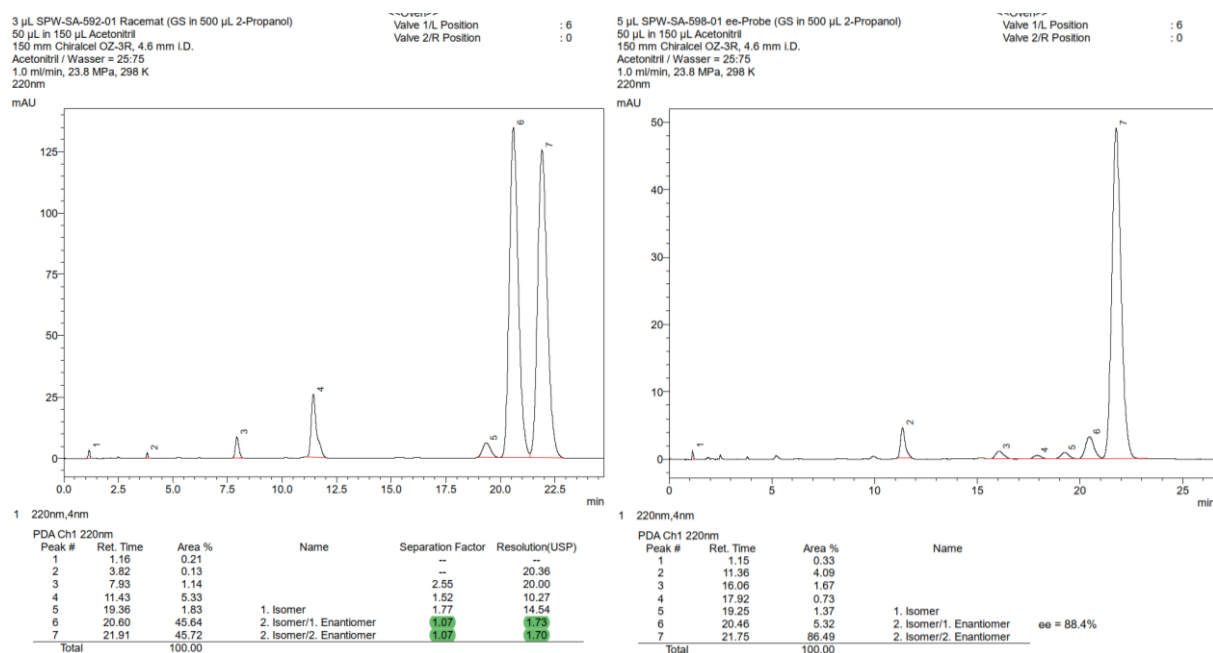 3 µL SPW-SA-592-01 Racemat (GS in 500 µL 2-Propanol)
50 µL in 150 µL Acetonitril
150 mm Chiralcel OZ-3R, 4.6 mm i.D.
Acetonitril / Wasser = 25:75
1.0 ml/min, 23.8 MPa, 298 K
220nm
Valve 1/L Position : 6
Valve 2/R Position : 0
mAU
125
100
75
50
25
0
1
2
3
4
5
6
7
0.0 2.5 5.0 7.5 10.0 12.5 15.0 17.5 20.0 22.5
min
1 220nm,4nm
PDA Ch1 220nm
Peak # Ret. Time Area % Name Separation Factor Resolution(USP)
1 1.16 0.21 -- --
2 3.82 0.13 -- 20.36
3 7.93 1.14 2.55 20.00
4 11.43 5.33 1.52 10.27
5 19.36 1.83 1. Isomer 1.77 14.54
6 20.60 45.64 2. Isomer/1. Enantiomer 1.07 1.73
7 21.91 45.72 2. Isomer/2. Enantiomer 1.07 1.70
Total 100.00
5 µL SPW-SA-598-01 ee-Probe (GS in 500 µL 2-Propanol)
50 µL in 150 µL Acetonitril
150 mm Chiralcel OZ-3R, 4.6 mm i.D.
Acetonitril / Wasser = 25:75
1.0 ml/min, 23.8 MPa, 298 K
220nm
Valve 1/L Position : 6
Valve 2/R Position : 0
mAU
50
40
30
20
10
0
1
2
3
4
5
6
7
0 5 10 15 20 25
min
1 220nm,4nm
PDA Ch1 220nm
Peak # Ret. Time Area % Name
1 1.15 0.33
2 11.36 4.09
3 16.06 1.67
4 17.92 0.73
5 19.25 1.37 1. Isomer
6 20.46 5.32 2. Isomer/1. Enantiomer ee = 88.4%
7 21.75 86.49 2. Isomer/2. Enantiomer
Total 100.00